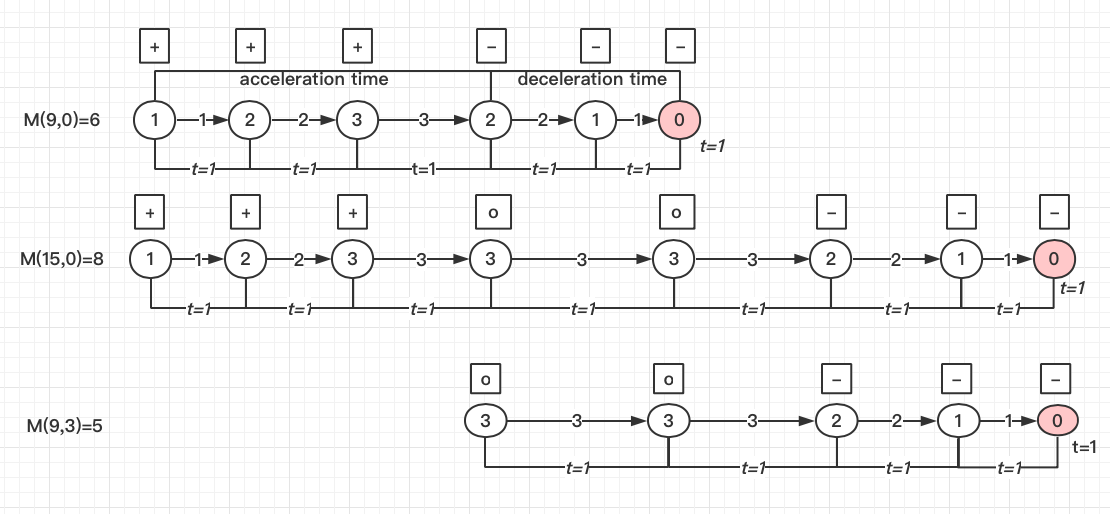 + + + − − −
acceleration time deceleration time
M(9,0)=6 1 1 2 2 3 3 2 2 1 1 0
t=1
t=1 t=1 t=1 t=1 t=1
+ + + o o − − −
M(15,0)=8 1 1 2 2 3 3 3 3 3 3 2 2 1 1 0
t=1
t=1 t=1 t=1 t=1 t=1 t=1 t=1
o o − − −
M(9,3)=5 3 3 3 3 2 2 1 1 0
t=1
t=1 t=1 t=1 t=1